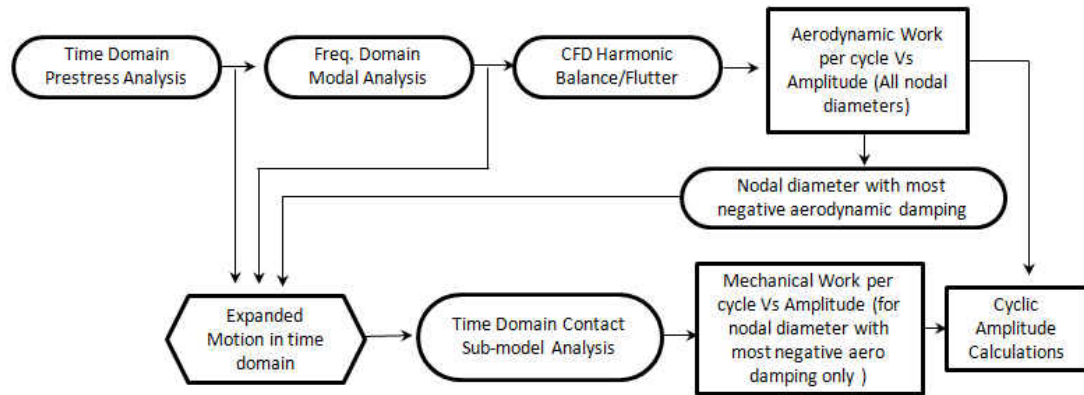 Time Domain
Prestress Analysis
Freq. Domain
Modal Analysis
CFD Harmonic
Balance/Flutter
Aerodynamic Work
per cycle Vs
Amplitude (All nodal
diameters)
Nodal diameter with most
negative aerodynamic damping
Expanded
Motion in time
domain
Time Domain Contact
Sub-model Analysis
Mechanical Work per
cycle Vs Amplitude (for
nodal diameter with
most negative aero
damping only )
Cyclic
Amplitude
Calculations